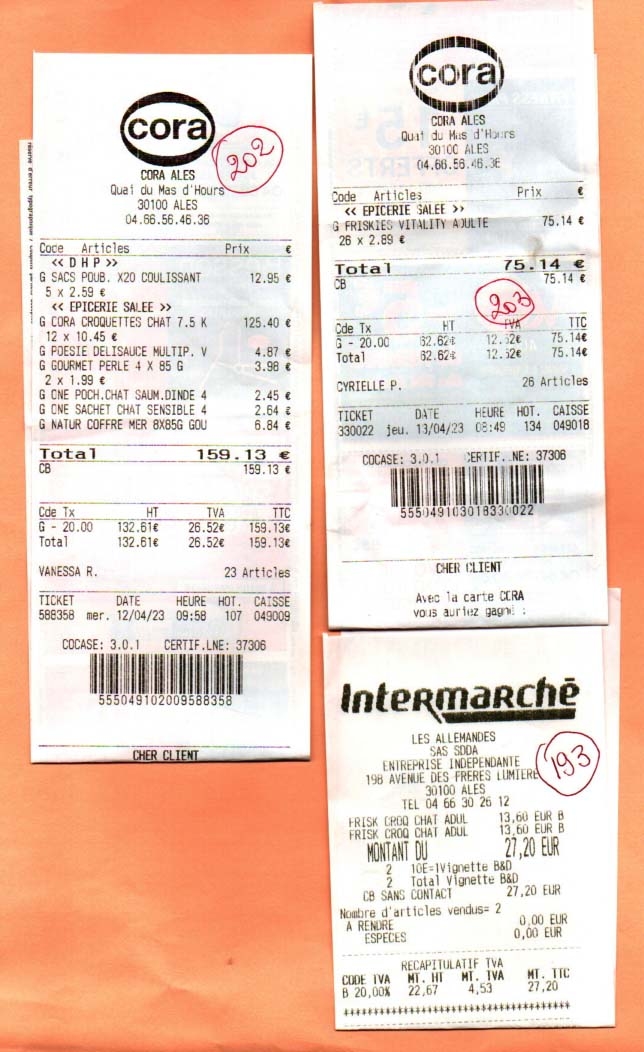 cora
202
CORA ALES
Quai du Mas d'Hours
30100 ALES
04.66.56.46.36
Code Articles Prix €
<< D H P >>
G SACS POUB. X20 COULISSANT 12.95 €
5 x 2.59 €
<< EPICERIE SALEE >>
G CORA CROQUETTES CHAT 7.5 K 125.40 €
12 x 10.45 €
G POESIE DELISAUCE MULTIP. V 4.87 €
G GOURMET PERLE 4 X 85 G 3.98 €
2 x 1.99 €
G ONE POCH.CHAT SAUM.DINDE 4 2.45 €
G ONE SACHET CHAT SENSIBLE 4 2.64 €
G NATUR COFFRE MER 8X85G GOU 6.84 €
Total 159.13 €
CB 159.13 €
Cde Tx HT TVA TTC
G - 20.00 132.61€ 26.52€ 159.13€
Total 132.61€ 26.52€ 159.13€
VANESSA R. 23 Articles
TICKET DATE HEURE HOT. CAISSE
588358 mer. 12/04/23 09:58 107 049009
COCASE: 3.0.1 CERTIF.LNE: 37306
555049102009588358
CHER CLIENT
cora
CORA ALES
Quai du Mas d'Hours
30100 ALES
04.66.56.46.36
Code Articles Prix €
<< EPICERIE SALEE >>
G FRISKIES VITALITY ADULTE 75.14 €
26 x 2.89 €
Total 75.14 €
CB 75.14 €
203
Cde Tx HT TVA TTC
G - 20.00 62.62€ 12.52€ 75.14€
Total 62.62€ 12.52€ 75.14€
CYRIELLE P. 26 Articles
TICKET DATE HEURE HOT. CAISSE
330022 jeu. 13/04/23 08:49 134 049018
COCASE: 3.0.1 CERTIF.LNE: 37306
555049103018330022
CHER CLIENT
Avec la carte CORA
vous auriez gagné :
Intermarchē
193
LES ALLEMANDES
SAS SODA
ENTREPRISE INDEPENDANTE
198 AVENUE DES FRERES LUMIERE
30100 ALES
TEL 04 66 30 26 12
FRISK CROQ CHAT ADUL 13,60 EUR B
FRISK CROQ CHAT ADUL 13,60 EUR B
MONTANT DU 27,20 EUR
2 10E=1Vignette B&D
2 Total Vignette B&D
CB SANS CONTACT 27,20 EUR
Nombre d'articles vendus= 2
A RENDRE 0,00 EUR
ESPECES 0,00 EUR
RECAPITULATIF TVA
CODE TVA MT. HT MT. TVA MT. TTC
B 20,00% 22,67 4,53 27,20